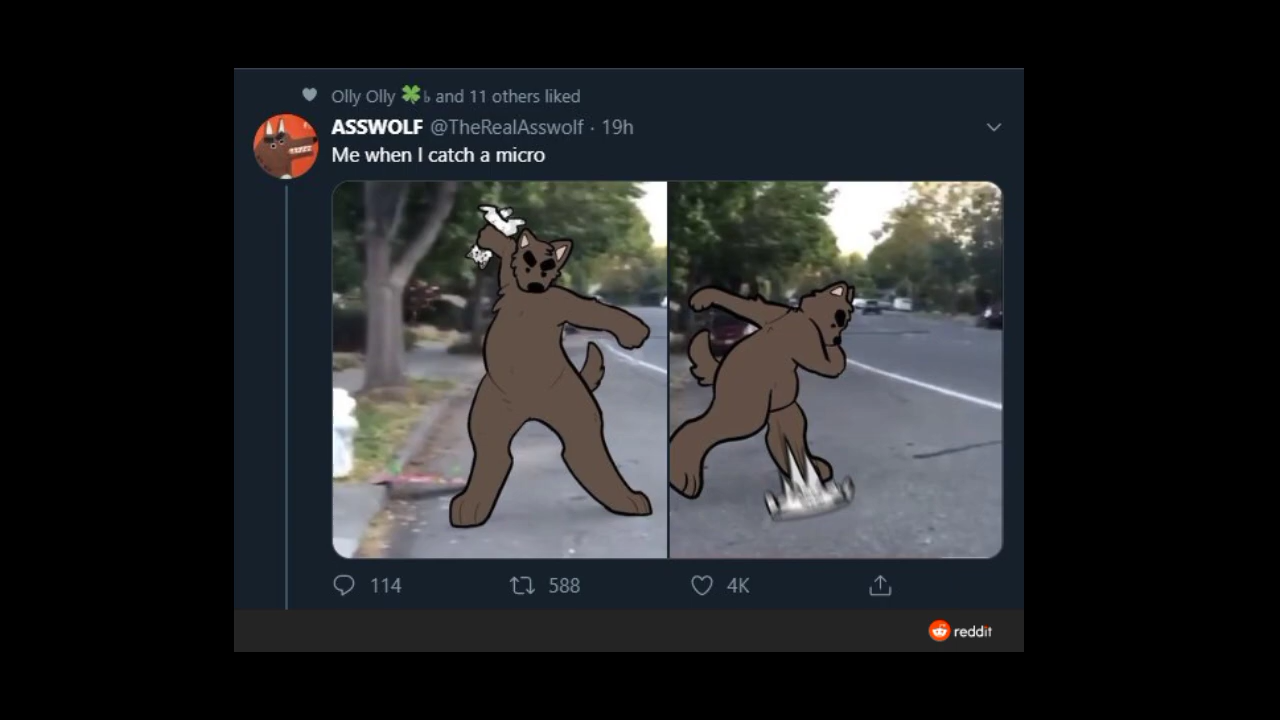 Olly Olly 🍀♭ and 11 others liked
ASSWOLF @TheRealAsswolf · 19h
Me when I catch a micro
114 588 4K
reddit